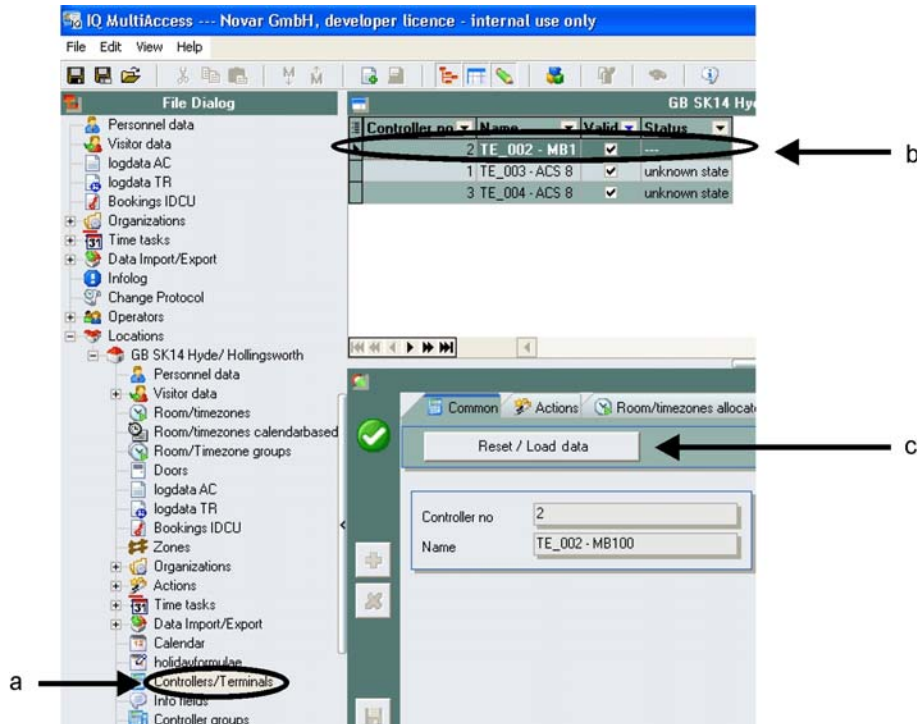 IQ MultiAccess --- Novar GmbH, developer licence - internal use only
File Edit View Help
File Dialog
Personnel data
Visitor data
logdata AC
logdata TR
Bookings IDCU
Organizations
Time tasks
Data Import/Export
Infolog
Change Protocol
Operators
Locations
GB SK14 Hyde/ Hollingsworth
Personnel data
Visitor data
Room/timezones
Room/timezones calendarbased
Room/Timezone groups
Doors
logdata AC
logdata TR
Bookings IDCU
Zones
Organizations
Actions
Time tasks
Data Import/Export
Calendar
holidayformulae
Controllers/Terminals
Info fields
Controller groups
a
GB SK14 Hy
Controller no Name Valid Status
2 TE_002 - MB1 ---
1 TE_003 - ACS 8 unknown state
3 TE_004 - ACS 8 unknown state
b
Common Actions Room/timezones allocat
Reset / Load data
c
Controller no 2
Name TE_002 - MB100